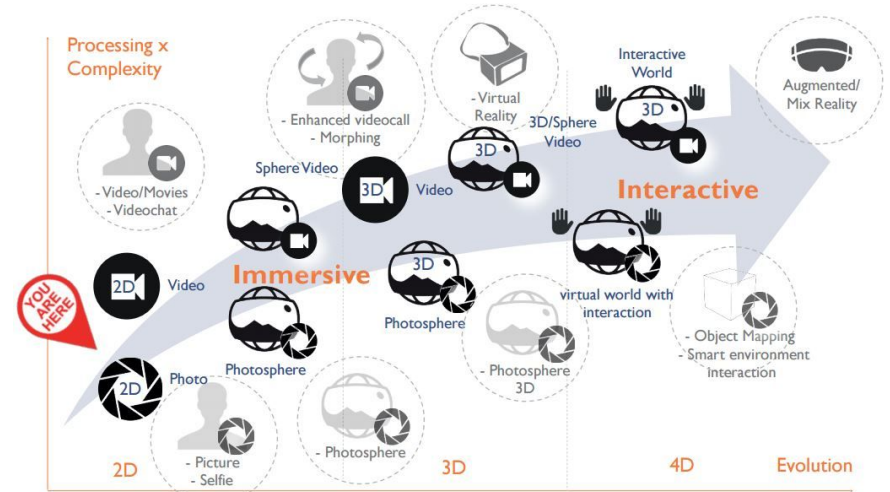 Processing x
Complexity
- Video/Movies
- Videochat
- Enhanced videocall
- Morphing
- Virtual
Reality
Interactive
World
Augmented/
Mix Reality
3D
3D/Sphere
Video
3D
Sphere Video
3D
Video
Interactive
Immersive
2D
Video
3D
Photosphere
virtual world with
interaction
YOU
ARE
HERE
2D
Photo
Photosphere
- Object Mapping
- Smart environment
interaction
- Photosphere
3D
- Picture
- Selfie
- Photosphere
2D
3D
4D
Evolution